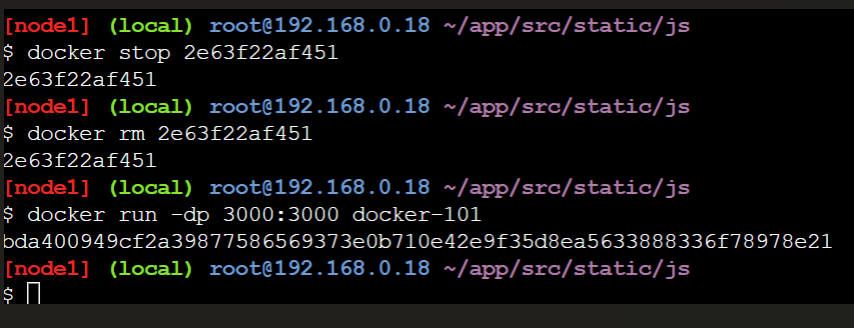 [node1] (local) root@192.168.0.18 ~/app/src/static/js
$ docker stop 2e63f22af451
2e63f22af451
[node1] (local) root@192.168.0.18 ~/app/src/static/js
$ docker rm 2e63f22af451
2e63f22af451
[node1] (local) root@192.168.0.18 ~/app/src/static/js
$ docker run -dp 3000:3000 docker-101
bda400949cf2a39877586569373e0b710e42e9f35d8ea5633888336f78978e21
[node1] (local) root@192.168.0.18 ~/app/src/static/js
$